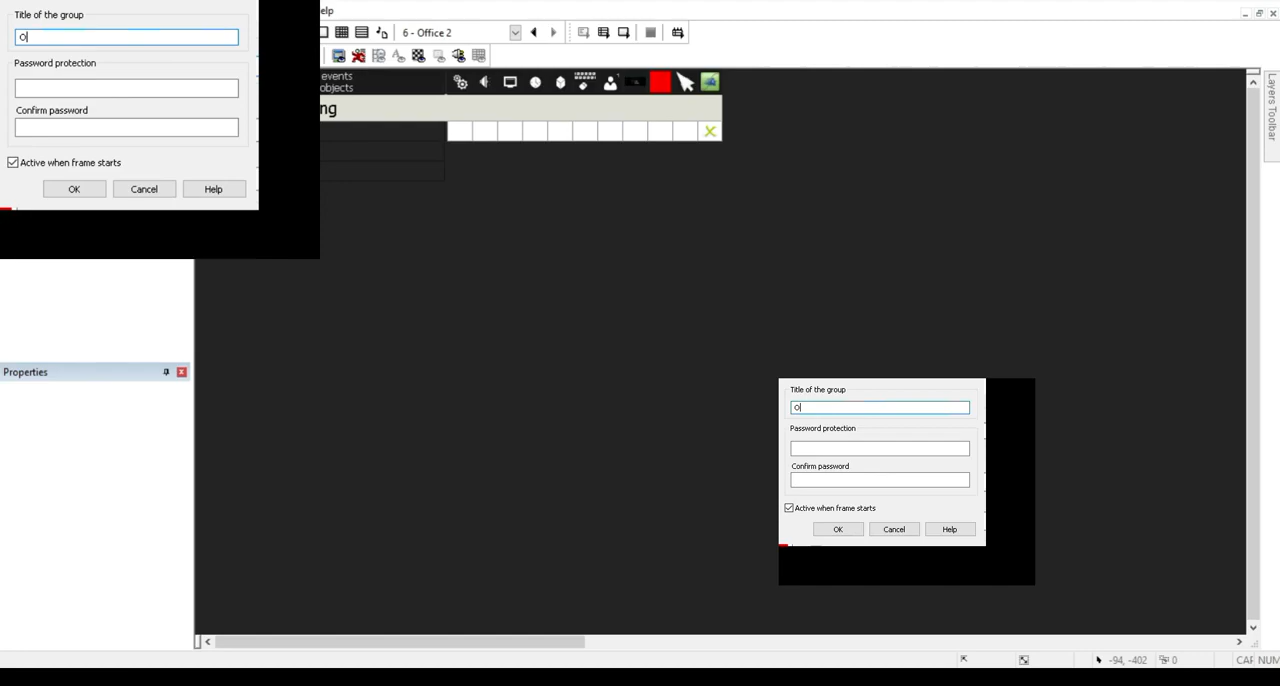 Title of the group
O
Password protection
Confirm password
Active when frame starts
OK Cancel Help
elp
6 - Office 2
events
objects
ng
Layers Toolbar
Properties
Title of the group
O
Password protection
Confirm password
Active when frame starts
OK Cancel Help
-94, -402 0 CAP NUM